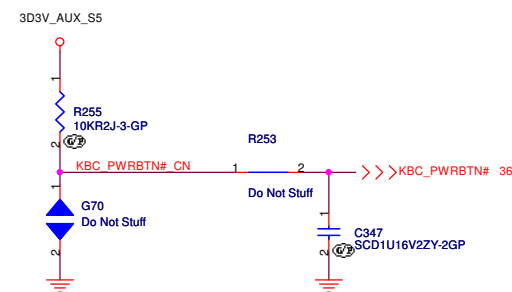 3D3V_AUX_S5
1
R255
10KR2J-3-GP
2
G/P
KBC_PWRBTN#_CN
R253
1
2
Do Not Stuff
KBC_PWRBTN# 36
1
G70
Do Not Stuff
2
1
C347
SCD1U16V2ZY-2GP
2
G/P